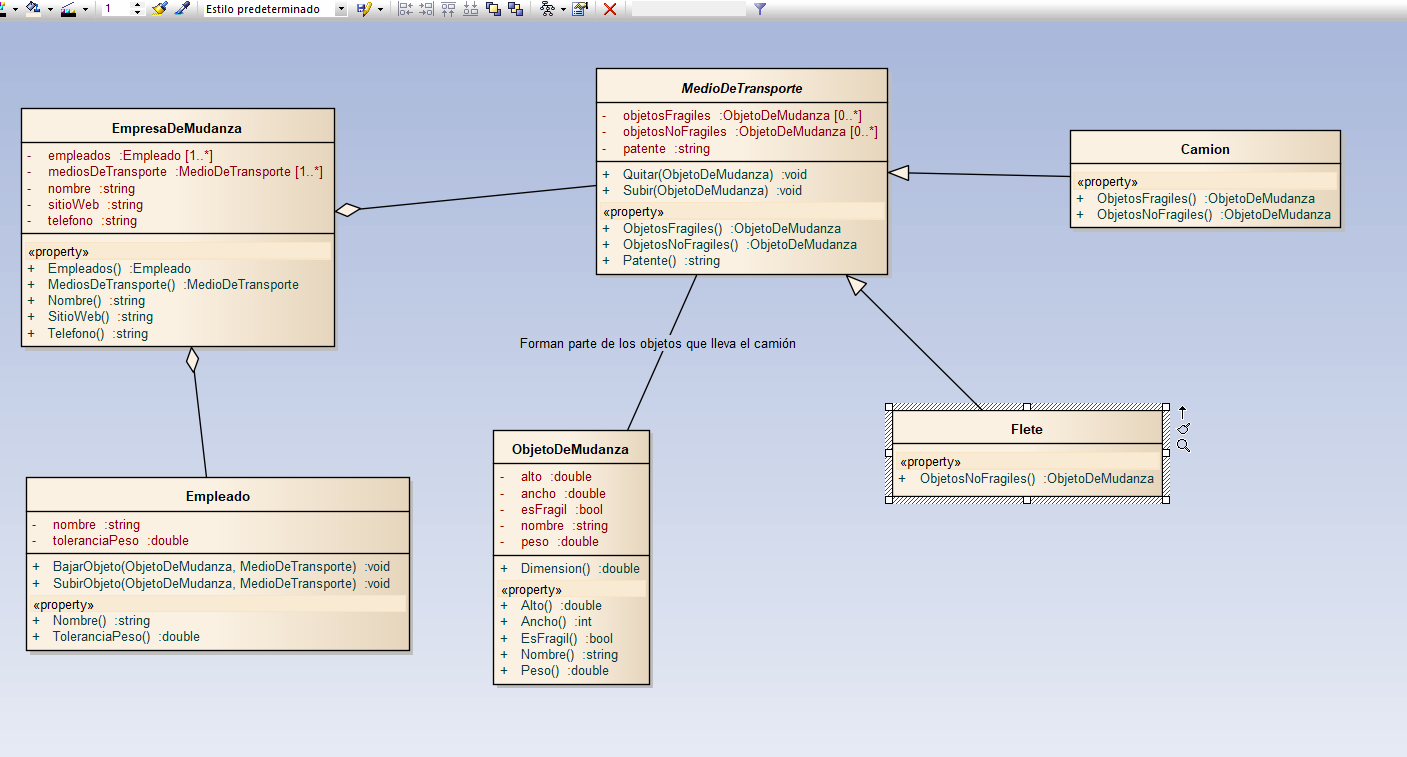 1 Estilo predeterminado
EmpresaDeMudanza
- empleados :Empleado [1..*]
- mediosDeTransporte :MedioDeTransporte [1..*]
- nombre :string
- sitioWeb :string
- telefono :string
«property»
+ Empleados() :Empleado
+ MediosDeTransporte() :MedioDeTransporte
+ Nombre() :string
+ SitioWeb() :string
+ Telefono() :string
MedioDeTransporte
- objetosFragiles :ObjetoDeMudanza [0..*]
- objetosNoFragiles :ObjetoDeMudanza [0..*]
- patente :string
+ Quitar(ObjetoDeMudanza) :void
+ Subir(ObjetoDeMudanza) :void
«property»
+ ObjetosFragiles() :ObjetoDeMudanza
+ ObjetosNoFragiles() :ObjetoDeMudanza
+ Patente() :string
Camion
«property»
+ ObjetosFragiles() :ObjetoDeMudanza
+ ObjetosNoFragiles() :ObjetoDeMudanza
Forman parte de los objetos que lleva el camión
Flete
«property»
+ ObjetosNoFragiles() :ObjetoDeMudanza
Empleado
- nombre :string
- toleranciaPeso :double
+ BajarObjeto(ObjetoDeMudanza, MedioDeTransporte) :void
+ SubirObjeto(ObjetoDeMudanza, MedioDeTransporte) :void
«property»
+ Nombre() :string
+ ToleranciaPeso() :double
ObjetoDeMudanza
- alto :double
- ancho :double
- esFragil :bool
- nombre :string
- peso :double
+ Dimension() :double
«property»
+ Alto() :double
+ Ancho() :int
+ EsFragil() :bool
+ Nombre() :string
+ Peso() :double